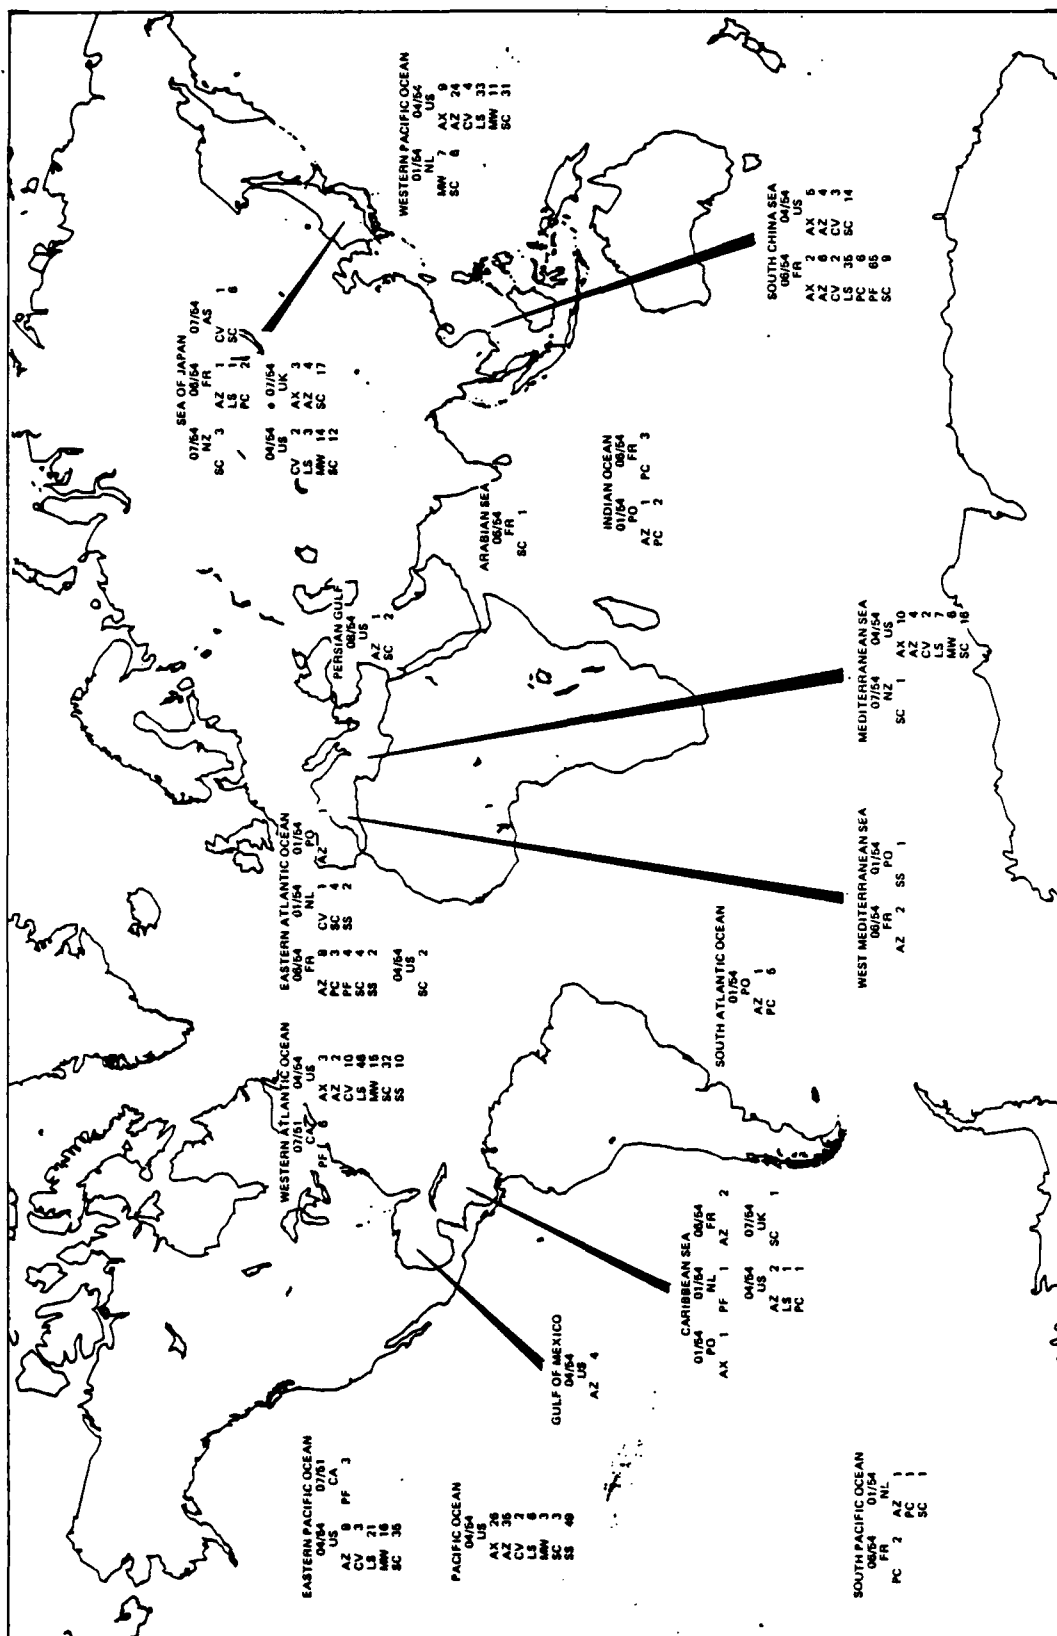 SEA OF JAPAN
07/54 06/54 07/54
NZ FR AS
SC 3 AZ 1 CV 1
LS 1 SC 6
PC 21
04/54 07/54
US UK
CV 2 AX 3
LS 3 AZ 4
MW 14 SC 17
SC 12
WESTERN PACIFIC OCEAN
01/54 04/54
NL US
MW 7 AX 9
SC 6 AZ 24
CV 4
LS 33
MW 11
SC 31
EASTERN PACIFIC OCEAN
04/54 07/51
US CA
AZ 8 PF 3
CV 3
LS 21
MW 16
SC 35
WESTERN ATLANTIC OCEAN
07/51 04/54
CA US
PF 6 AX 3
AZ 2
CV 10
LS 46
MW 15
SC 32
SS 10
EASTERN ATLANTIC OCEAN
06/54 01/54 01/54
FR NL PO
AZ 8 CV 1 AZ 1
PC 3 SC 4
PF 4 SS 2
SC 4
SS 2
04/54
US
SC 2
PERSIAN GULF
06/54
US
AZ 1
SC 2
PACIFIC OCEAN
04/54
US
AX 26
AZ 35
CV 2
LS 6
MW 3
SC 3
SS 49
ARABIAN SEA
06/54
FR
SC 1
GULF OF MEXICO
04/54
US
AZ 4
INDIAN OCEAN
01/54 06/54
PO FR
AZ 1 PC 3
PC 2
CARIBBEAN SEA
01/54 01/54 06/54
PO NL FR
AX 1 PF 1 AZ 2
04/54 07/54
US UK
AZ 2 SC 1
LS 1
PC 1
SOUTH ATLANTIC OCEAN
01/54
PO
AZ 1
PC 5
SOUTH CHINA SEA
06/54 04/54
FR US
AX 2 AX 5
AZ 6 AZ 4
CV 2 CV 3
LS 35 SC 14
PC 6
PF 65
SC 9
SOUTH PACIFIC OCEAN
06/54 01/54
FR NL
PC 2 AZ 1
PC 1
SC 1
WEST MEDITERRANEAN SEA
06/54 01/54
FR PO
AZ 2 SS 1
MEDITERRANEAN SEA
07/54 04/54
NZ US
SC 1 AX 10
AZ 4
CV 2
LS 7
MW 6
SC 16